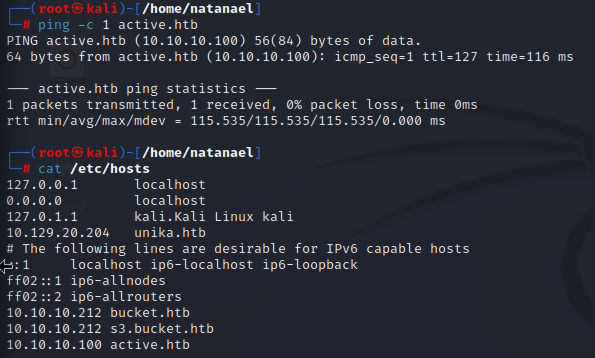 ┌──(root㉿kali)-[/home/natanael]
└─# ping -c 1 active.htb
PING active.htb (10.10.10.100) 56(84) bytes of data.
64 bytes from active.htb (10.10.10.100): icmp_seq=1 ttl=127 time=116 ms
--- active.htb ping statistics ---
1 packets transmitted, 1 received, 0% packet loss, time 0ms
rtt min/avg/max/mdev = 115.535/115.535/115.535/0.000 ms
┌──(root㉿kali)-[/home/natanael]
└─# cat /etc/hosts
127.0.0.1 localhost
0.0.0.0 localhost
127.0.1.1 kali.Kali Linux kali
10.129.20.204 unika.htb
# The following lines are desirable for IPv6 capable hosts
::1 localhost ip6-localhost ip6-loopback
ff02::1 ip6-allnodes
ff02::2 ip6-allrouters
10.10.10.212 bucket.htb
10.10.10.212 s3.bucket.htb
10.10.10.100 active.htb